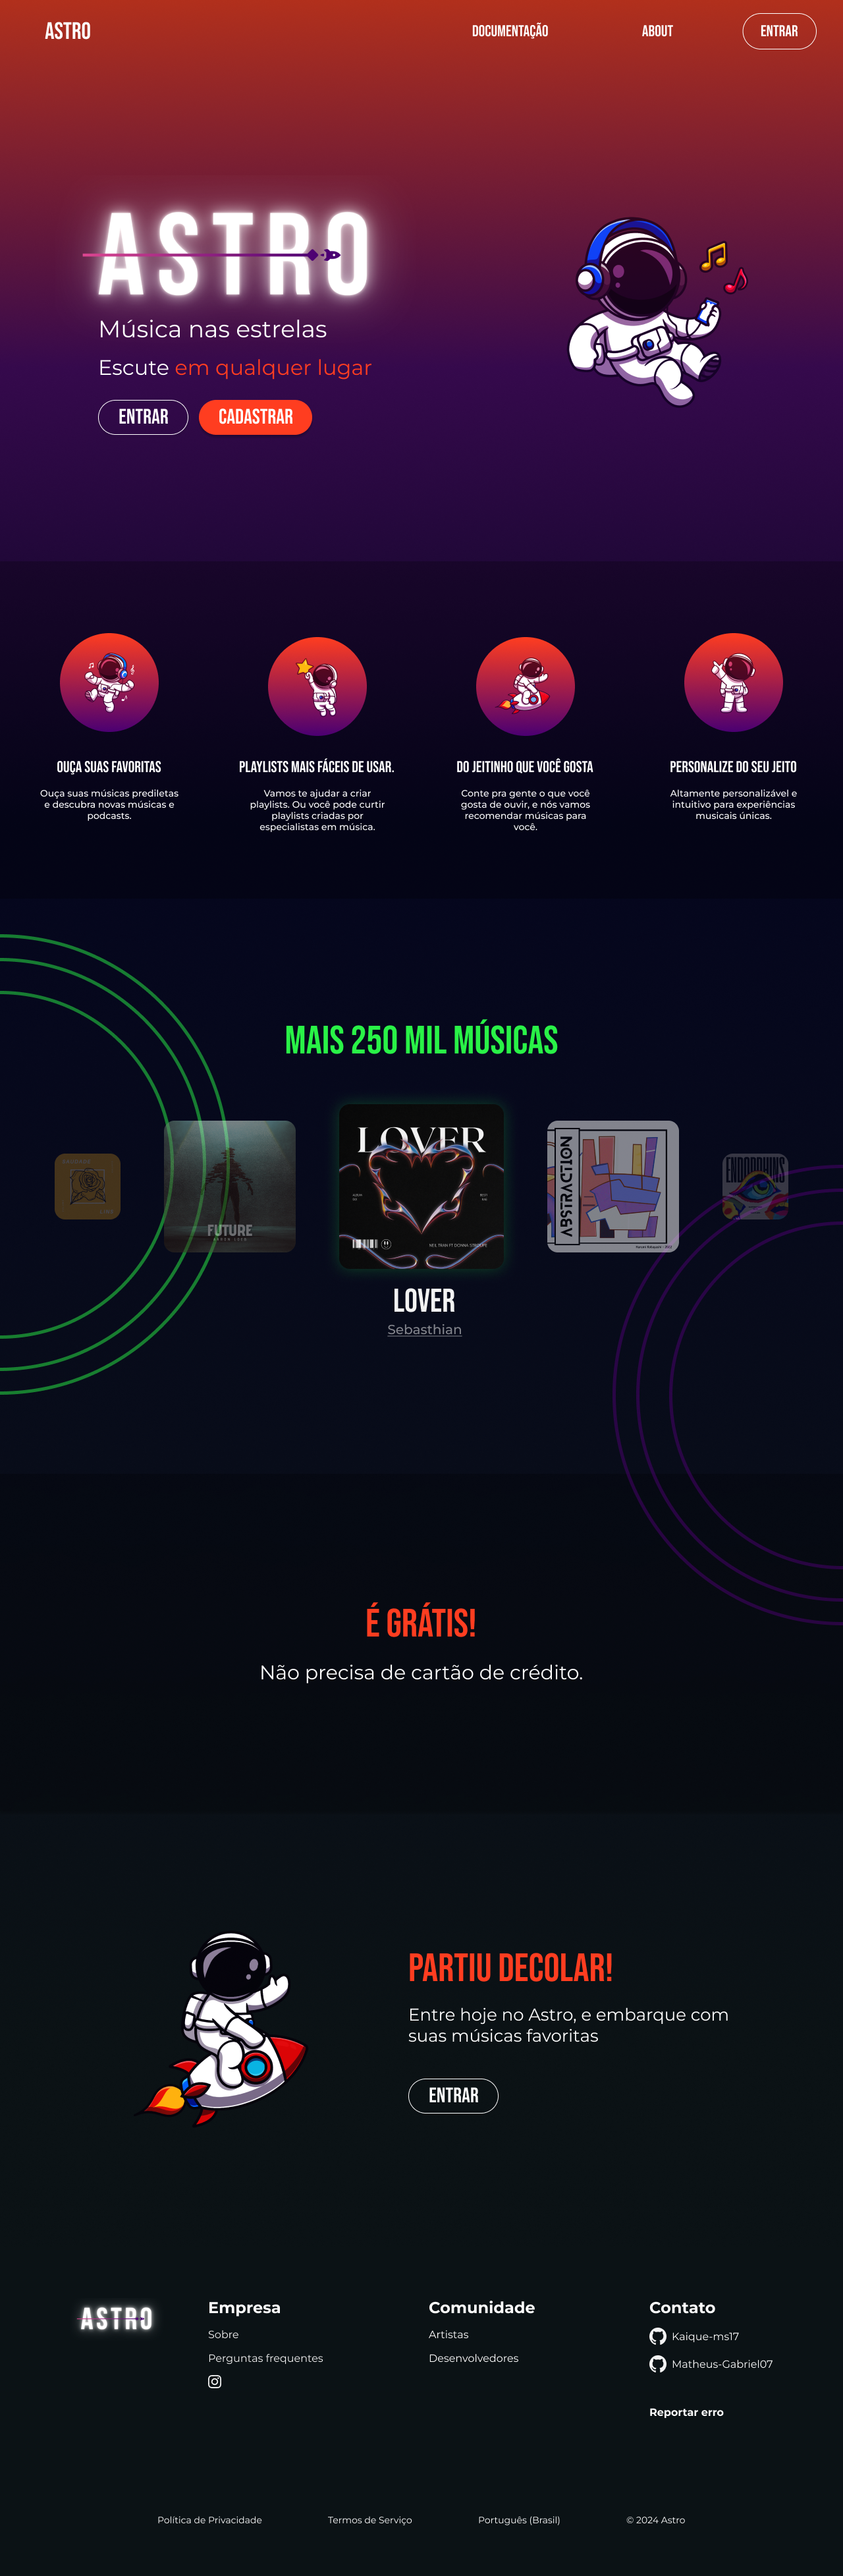 ASTRO
DOCUMENTAÇÃO
ABOUT
ENTRAR
ASTRO
Música nas estrelas
Escute em qualquer lugar
ENTRAR
CADASTRAR
OUÇA SUAS FAVORITAS
Ouça suas músicas prediletas
e descubra novas músicas e
podcasts.
PLAYLISTS MAIS FÁCEIS DE USAR.
Vamos te ajudar a criar
playlists. Ou você pode curtir
playlists criadas por
especialistas em música.
DO JEITINHO QUE VOCÊ GOSTA
Conte pra gente o que você
gosta de ouvir, e nós vamos
recomendar músicas para
você.
PERSONALIZE DO SEU JEITO
Altamente personalizável e
intuitivo para experiências
musicais únicas.
MAIS 250 MIL MÚSICAS
FUTURE
LOVER
ABSTRACTION
LOVER
Sebasthian
É GRÁTIS!
Não precisa de cartão de crédito.
PARTIU DECOLAR!
Entre hoje no Astro, e embarque com
suas músicas favoritas
ENTRAR
ASTRO
Empresa
Sobre
Perguntas frequentes
Comunidade
Artistas
Desenvolvedores
Contato
Kaique-ms17
Matheus-Gabriel07
Reportar erro
Política de Privacidade
Termos de Serviço
Português (Brasil)
© 2024 Astro